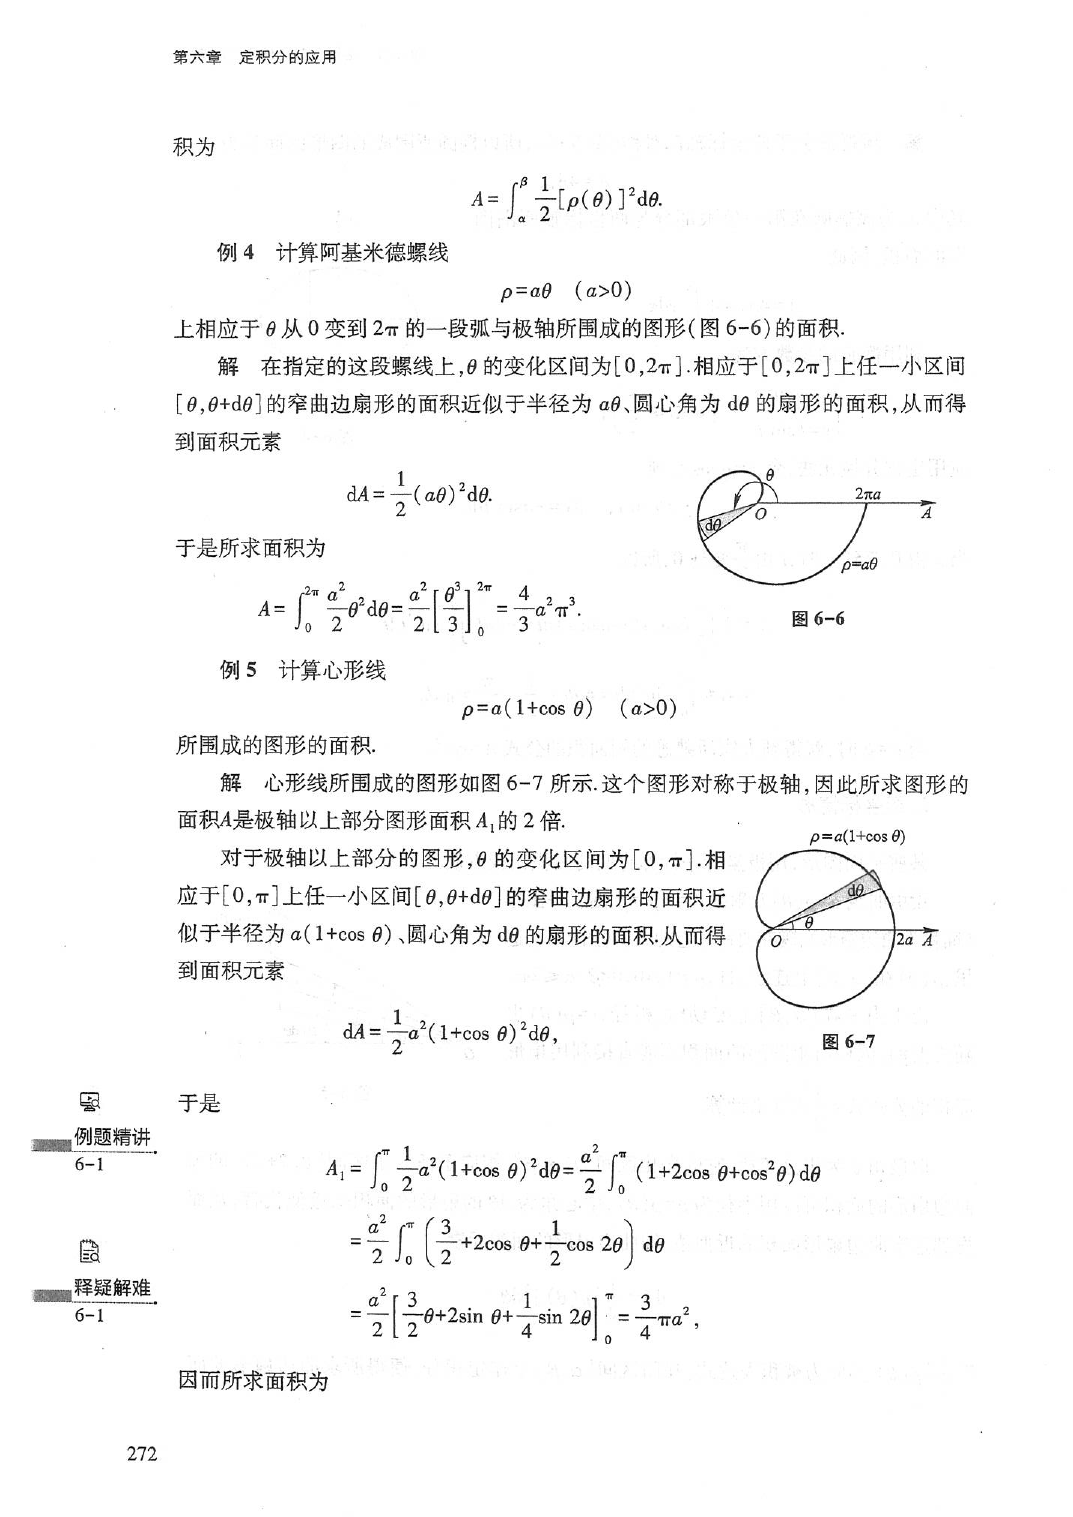 第六章　定积分的应用
积为
A=∫_α^β 1/2[ρ(θ)]²dθ.
例 4　计算阿基米德螺线
ρ=aθ　(a>0)
上相应于 θ 从 0 变到 2π 的一段弧与极轴所围成的图形(图 6-6)的面积.
解　在指定的这段螺线上,θ 的变化区间为[0,2π].相应于[0,2π]上任一小区间
[θ,θ+dθ]的窄曲边扇形的面积近似于半径为 aθ、圆心角为 dθ 的扇形的面积,从而得
到面积元素
dA=1/2(aθ)²dθ.
于是所求面积为
A=∫_0^{2π} a²/2 θ²dθ=a²/2[θ³/3]_0^{2π}=4/3 a²π³.
θ
2πa
dθ
O
A
ρ=aθ
图 6-6
例 5　计算心形线
ρ=a(1+cos θ)　(a>0)
所围成的图形的面积.
解　心形线所围成的图形如图 6-7 所示.这个图形对称于极轴,因此所求图形的
面积A是极轴以上部分图形面积 A₁的 2 倍.
对于极轴以上部分的图形,θ 的变化区间为[0,π].相
应于[0,π]上任一小区间[θ,θ+dθ]的窄曲边扇形的面积近
似于半径为 a(1+cos θ)、圆心角为 dθ 的扇形的面积.从而得
到面积元素
dA=1/2 a²(1+cos θ)²dθ,
ρ=a(1+cos θ)
dθ
θ
O
2a A
图 6-7
于是
A₁=∫_0^π 1/2 a²(1+cos θ)²dθ=a²/2∫_0^π (1+2cos θ+cos²θ)dθ
=a²/2∫_0^π (3/2+2cos θ+1/2 cos 2θ)dθ
=a²/2[3/2 θ+2sin θ+1/4 sin 2θ]_0^π=3/4 πa²,
因而所求面积为
例题精讲
6-1
释疑解难
6-1
272